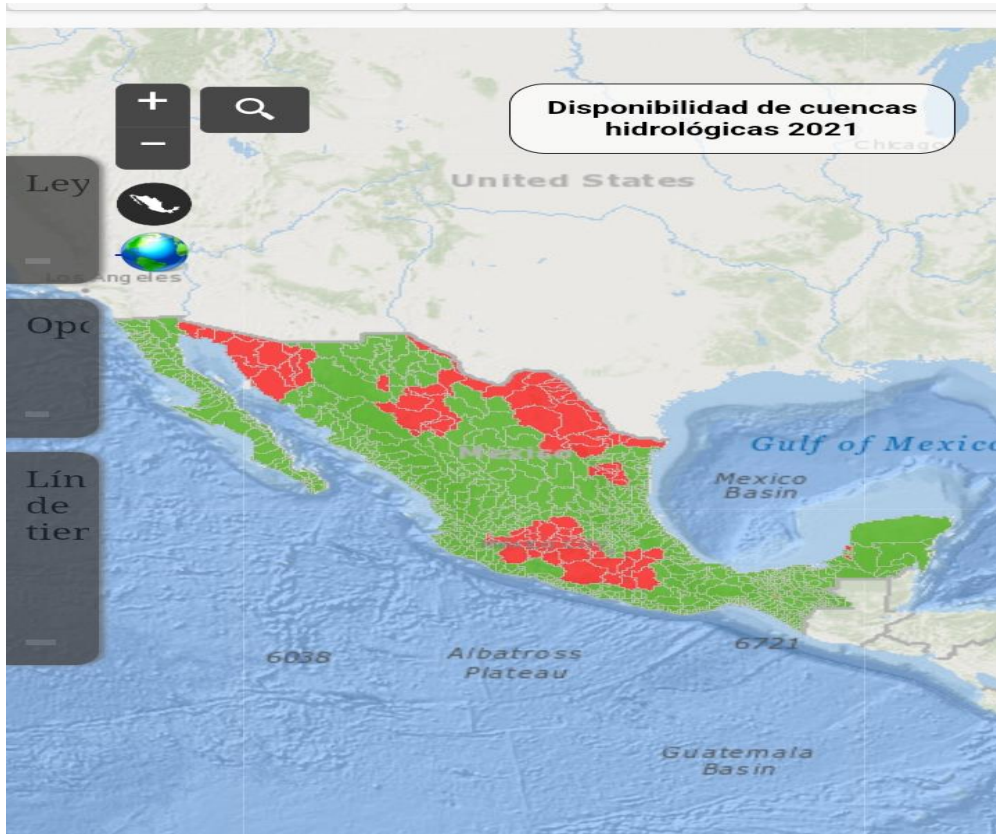 Disponibilidad de cuencas
hidrológicas 2021
Chicago
United States
Ley
Los Angeles
Opc
Gulf of Mexico
Mexico
Mexico
Basin
Lín
de
tier
6038
Albatross
Plateau
6721
Guatemala
Basin